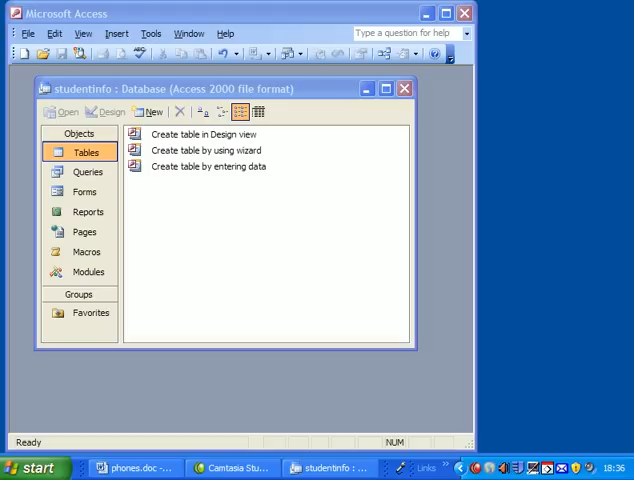 Microsoft Access
File Edit View Insert Tools Window Help
Type a question for help
studentinfo : Database (Access 2000 file format)
Open Design New
Objects
Tables
Queries
Forms
Reports
Pages
Macros
Modules
Groups
Favorites
Create table in Design view
Create table by using wizard
Create table by entering data
Ready
NUM
start
phones.doc -...
Camtasia Stu...
studentinfo : ...
Links
18:36